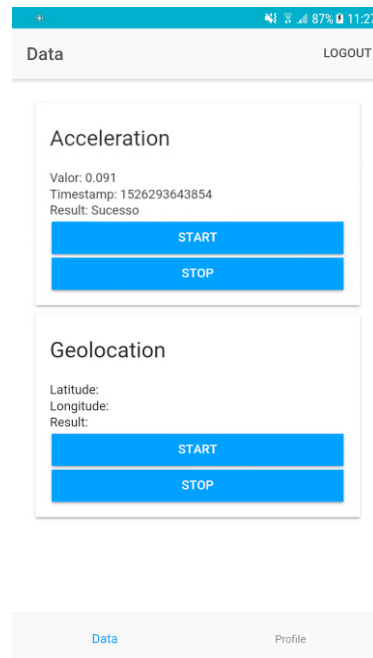 87% 11:27
Data LOGOUT
Acceleration
Valor: 0.091
Timestamp: 1526293643854
Result: Sucesso
START
STOP
Geolocation
Latitude:
Longitude:
Result:
START
STOP
Data Profile